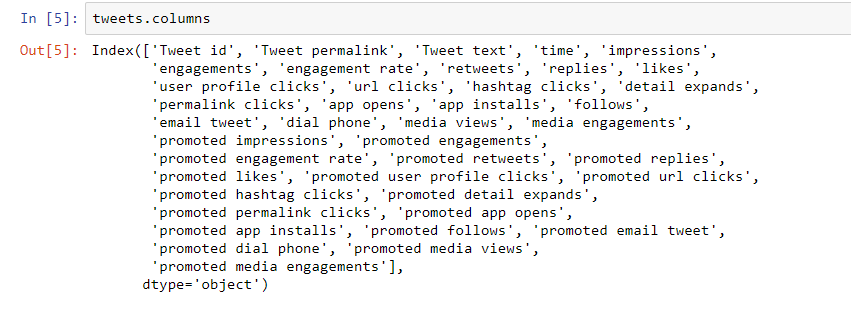 In [5]: tweets.columns
Out[5]: Index(['Tweet id', 'Tweet permalink', 'Tweet text', 'time', 'impressions',
'engagements', 'engagement rate', 'retweets', 'replies', 'likes',
'user profile clicks', 'url clicks', 'hashtag clicks', 'detail expands',
'permalink clicks', 'app opens', 'app installs', 'follows',
'email tweet', 'dial phone', 'media views', 'media engagements',
'promoted impressions', 'promoted engagements',
'promoted engagement rate', 'promoted retweets', 'promoted replies',
'promoted likes', 'promoted user profile clicks', 'promoted url clicks',
'promoted hashtag clicks', 'promoted detail expands',
'promoted permalink clicks', 'promoted app opens',
'promoted app installs', 'promoted follows', 'promoted email tweet',
'promoted dial phone', 'promoted media views',
'promoted media engagements'],
dtype='object')